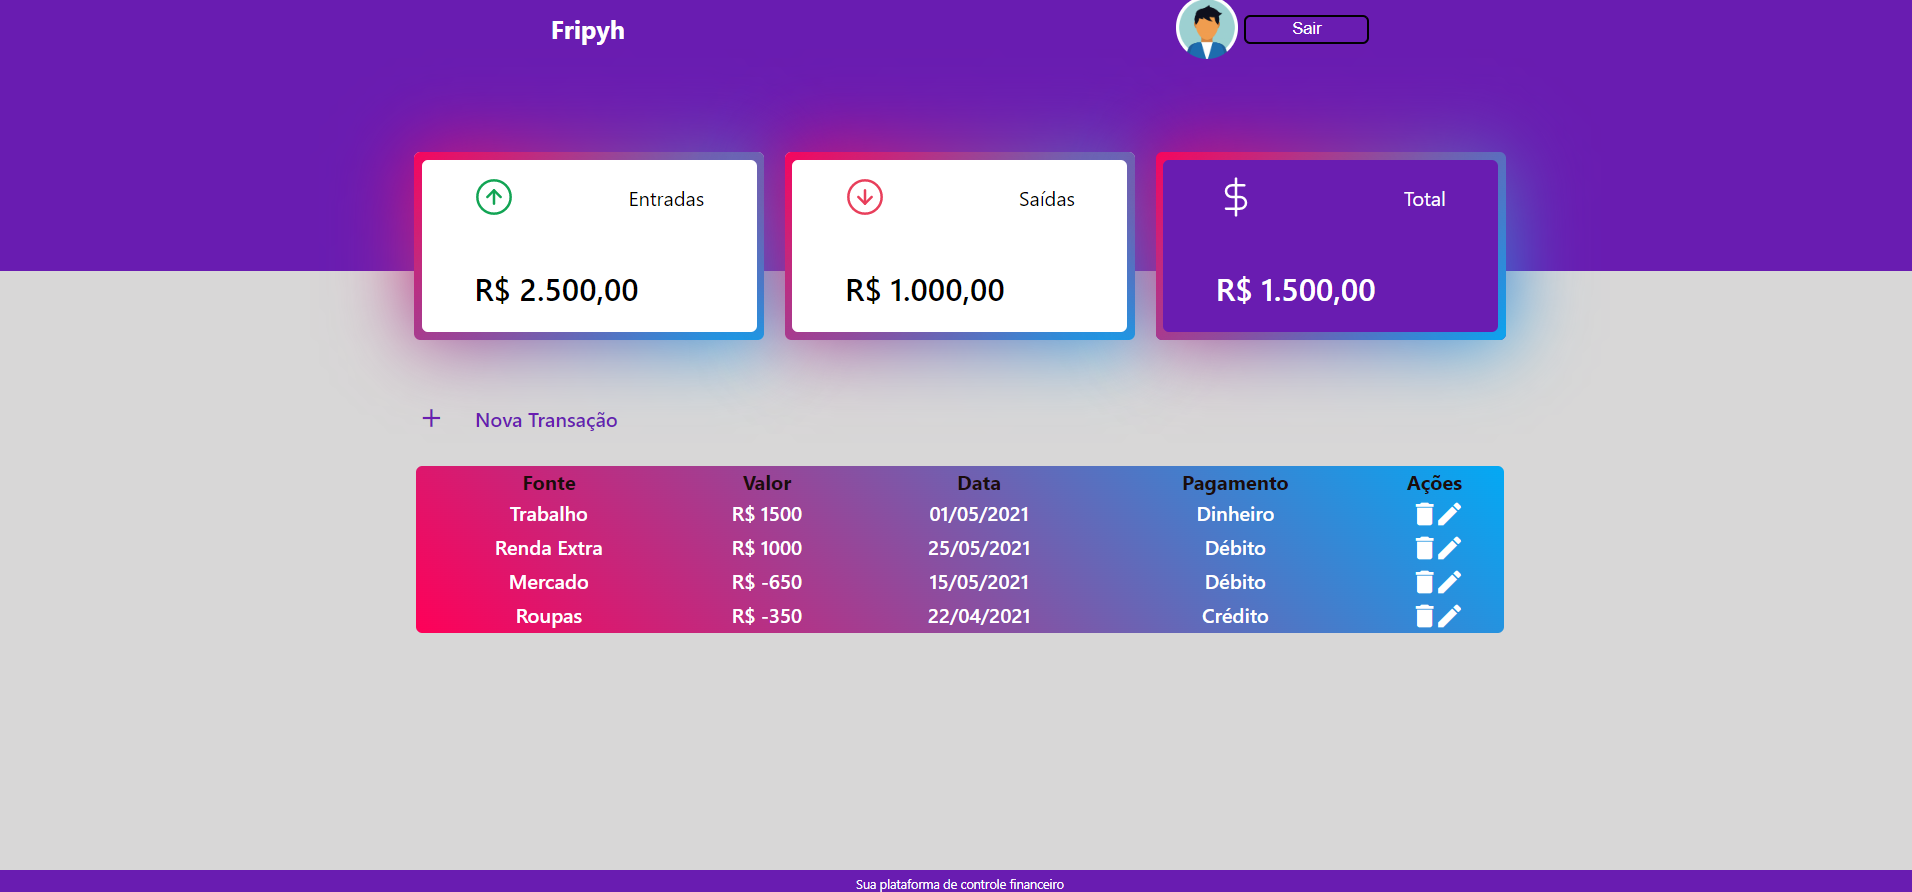 Fripyh Sair
Entradas Saídas Total
R$ 2.500,00 R$ 1.000,00 R$ 1.500,00
Nova Transação
Fonte Valor Data Pagamento Ações
Trabalho R$ 1500 01/05/2021 Dinheiro
Renda Extra R$ 1000 25/05/2021 Débito
Mercado R$ -650 15/05/2021 Débito
Roupas R$ -350 22/04/2021 Crédito
Sua plataforma de controle financeiro